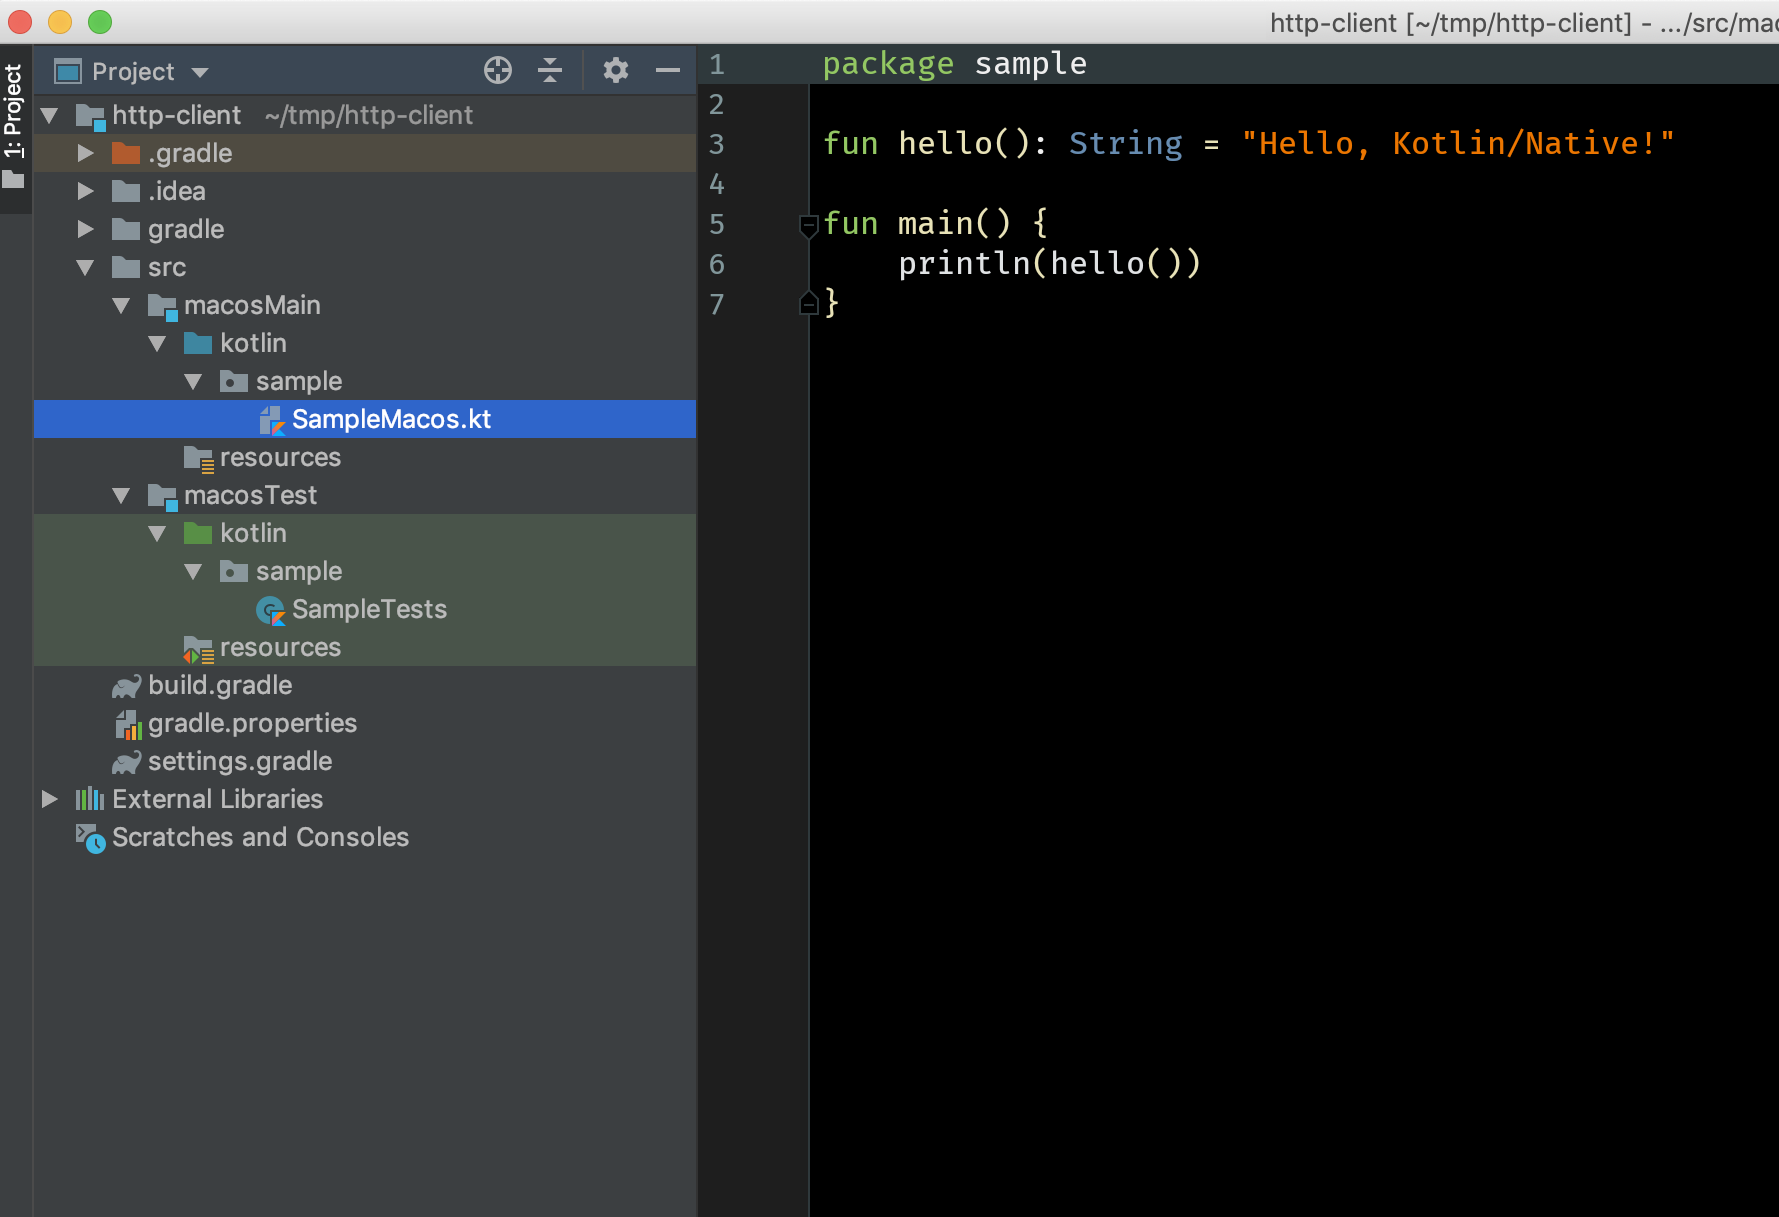 http-client [~/tmp/http-client] - .../src/mac
1: Project
Project
http-client ~/tmp/http-client
.gradle
.idea
gradle
src
macosMain
kotlin
sample
SampleMacos.kt
resources
macosTest
kotlin
sample
SampleTests
resources
build.gradle
gradle.properties
settings.gradle
External Libraries
Scratches and Consoles
1 package sample
2
3 fun hello(): String = "Hello, Kotlin/Native!"
4
5 fun main() {
6     println(hello())
7 }